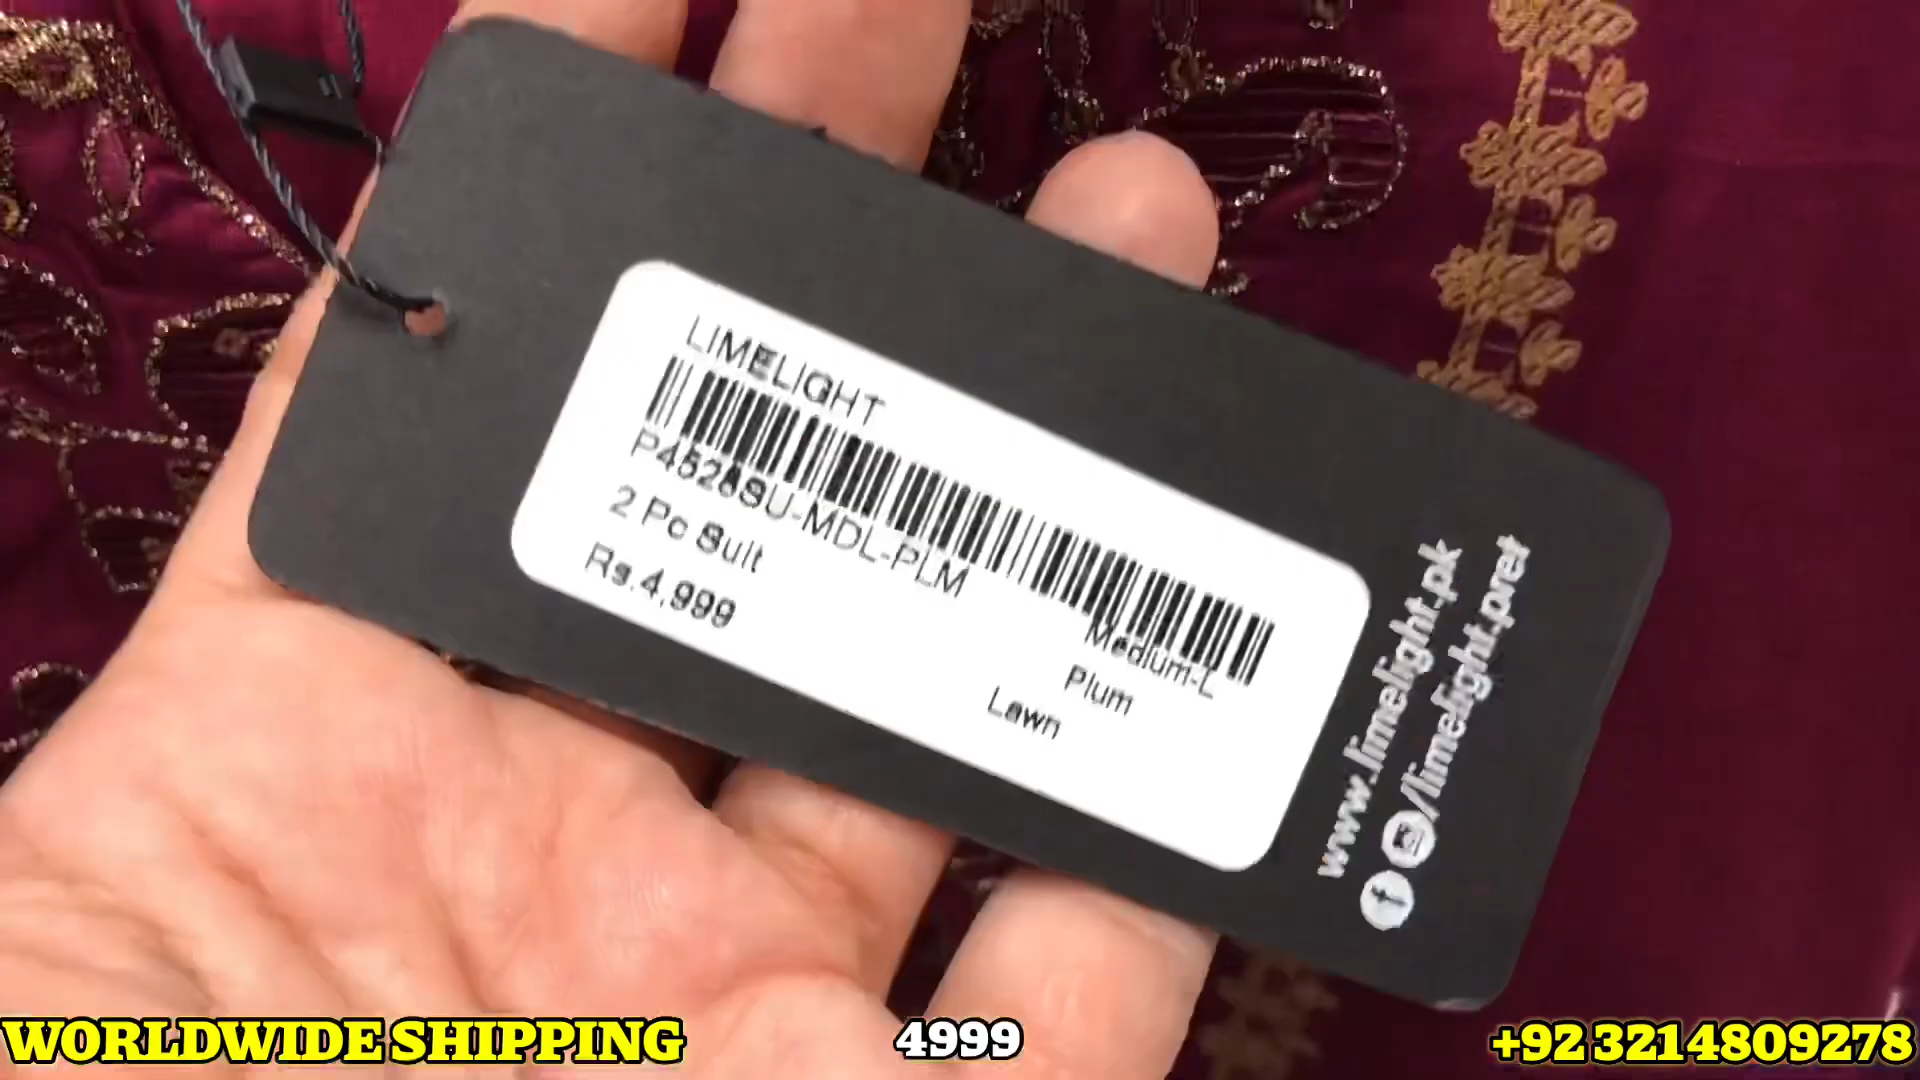 LIMELIGHT
P4526SU-MDL-PLM
2 Pc Suit
Rs.4,999
Medium-L
Plum
Lawn
www.limelight.pk
/limelight.pret
WORLDWIDE SHIPPING
4999
+92 3214809278